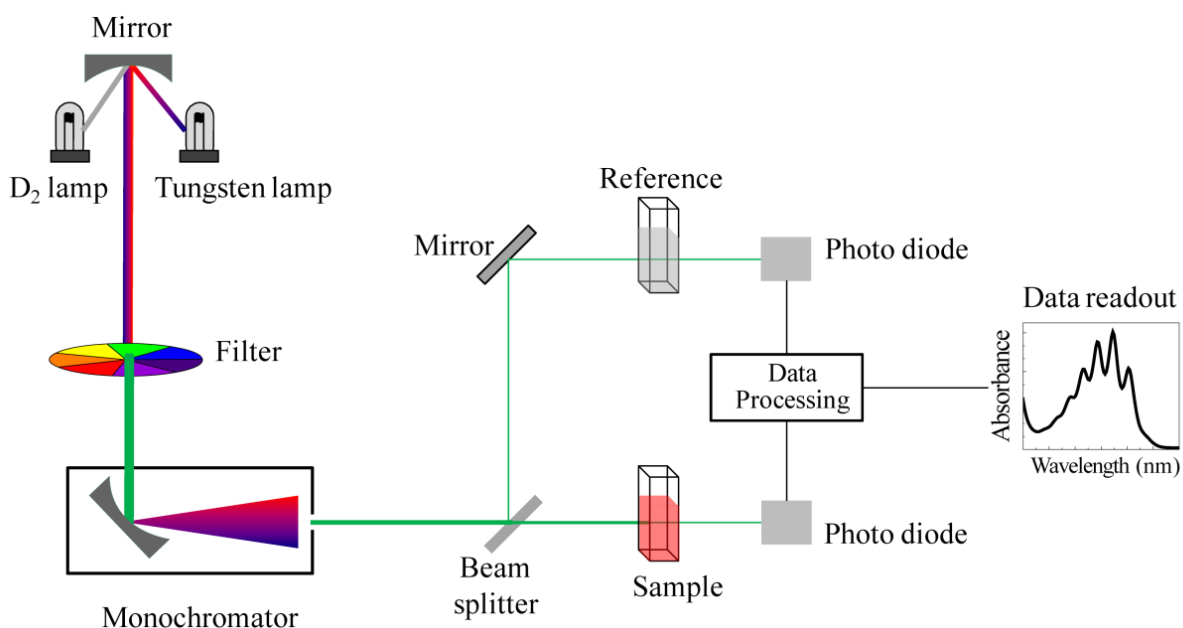 Mirror
D₂ lamp
Tungsten lamp
Filter
Monochromator
Mirror
Reference
Photo diode
Beam
splitter
Sample
Photo diode
Data
Processing
Data readout
Absorbance
Wavelength (nm)